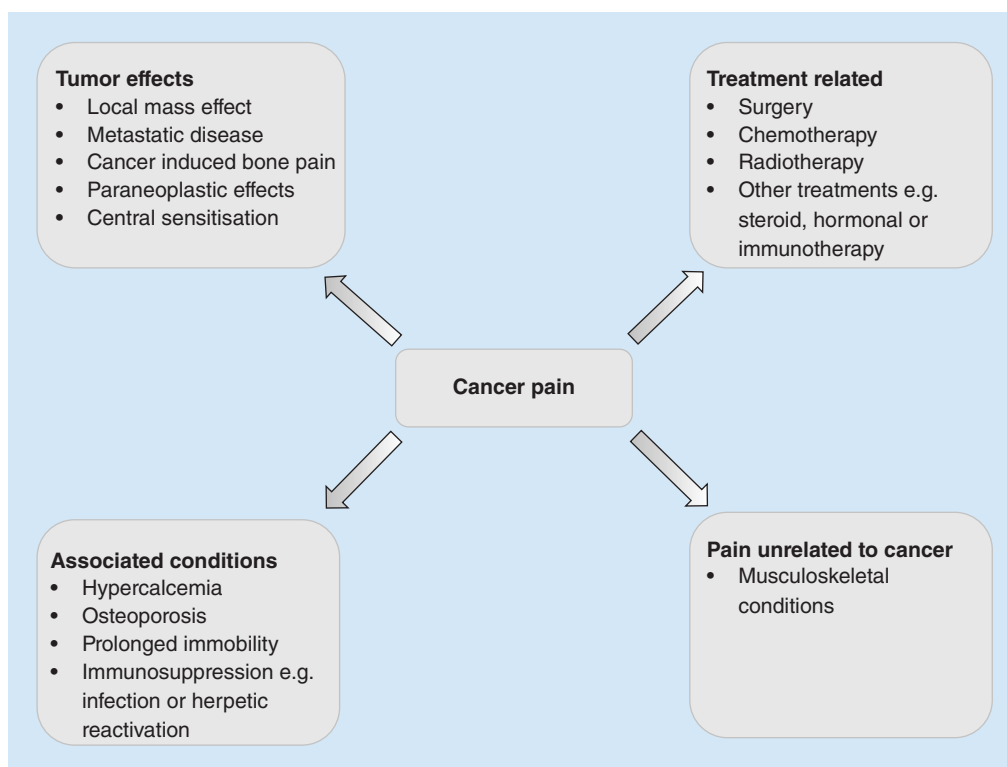 Tumor effects
• Local mass effect
• Metastatic disease
• Cancer induced bone pain
• Paraneoplastic effects
• Central sensitisation
Treatment related
• Surgery
• Chemotherapy
• Radiotherapy
• Other treatments e.g.
steroid, hormonal or
immunotherapy
Cancer pain
Associated conditions
• Hypercalcemia
• Osteoporosis
• Prolonged immobility
• Immunosuppression e.g.
infection or herpetic
reactivation
Pain unrelated to cancer
• Musculoskeletal
conditions